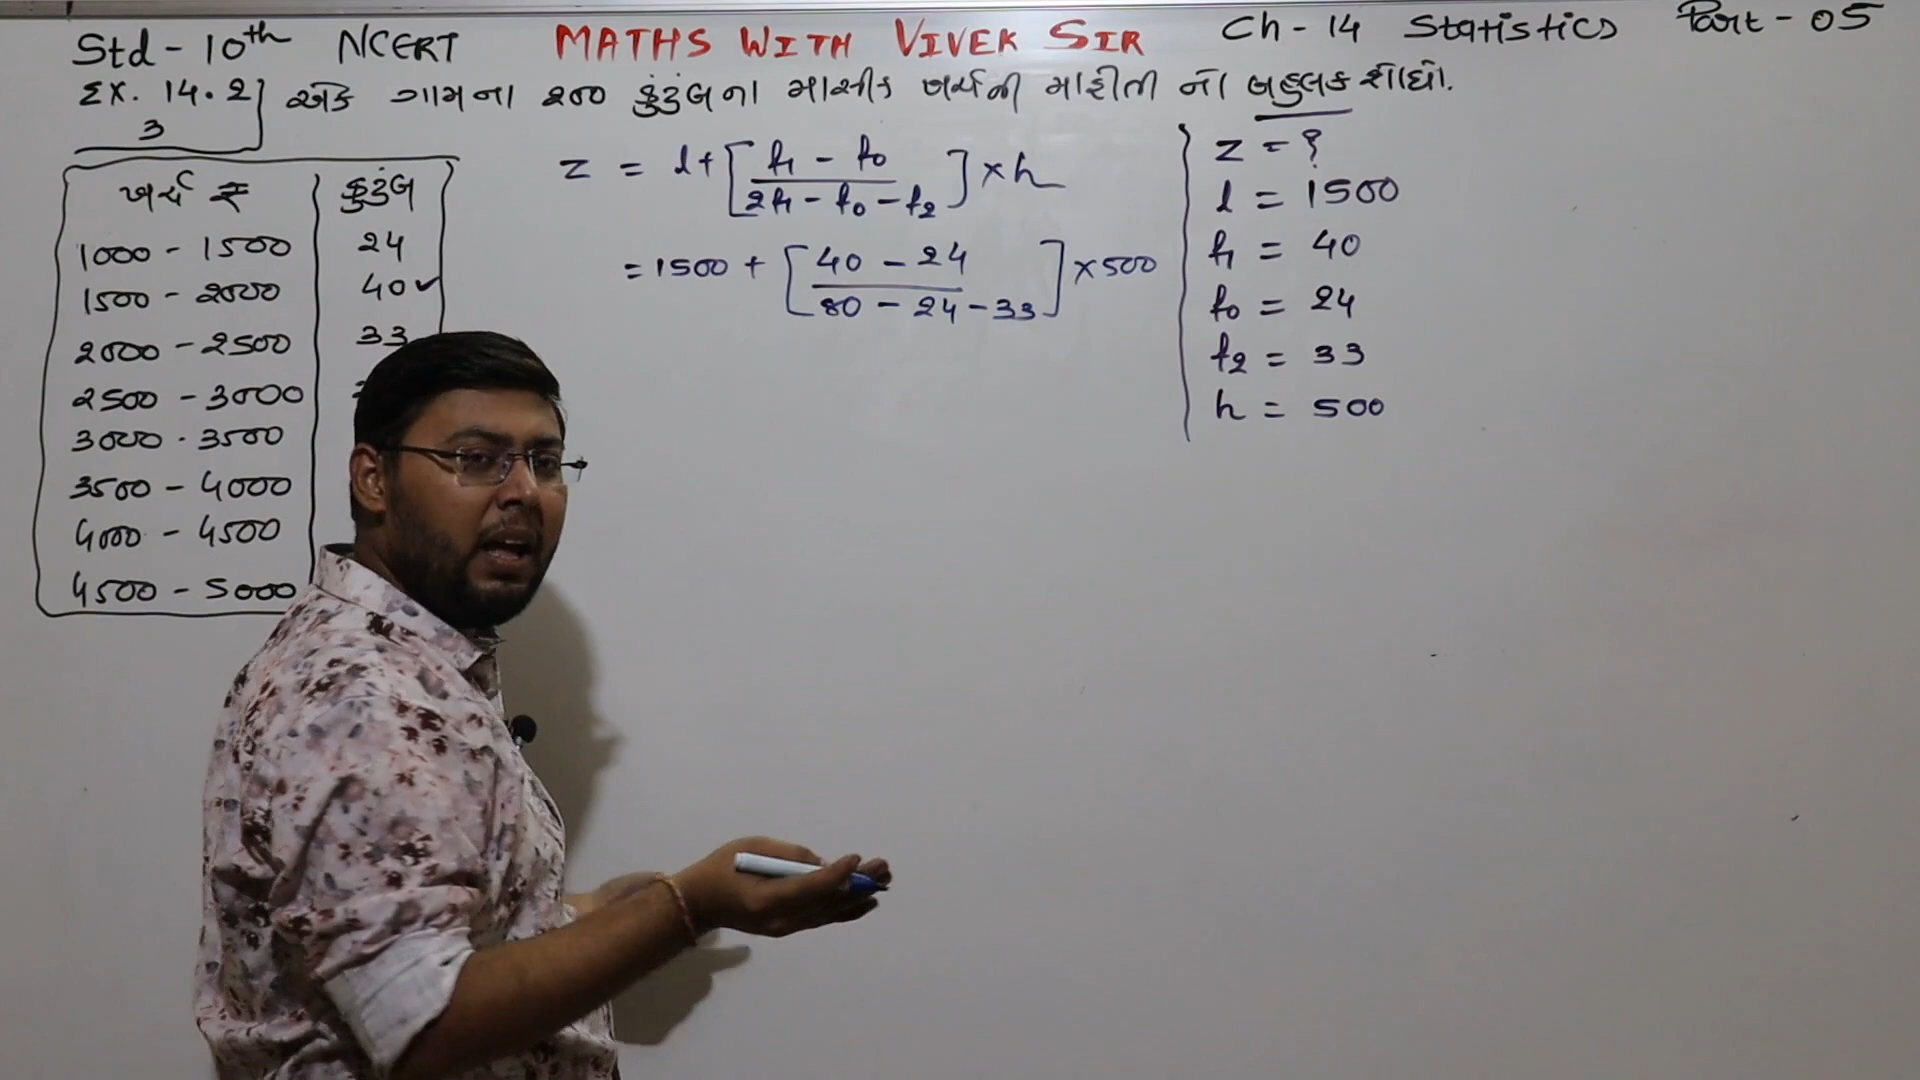 Std - 10th NCERT MATHS WITH VIVEK SIR Ch - 14 Statistics Part - 05
Ex. 14.2 એક ગામના 200 કુટુંબના માસીક ખર્ચની માહીતી નો બહુલક શોધો.
3
ખર્ચ ₹ કુટુંબ
1000 - 1500 24
1500 - 2000 40 ✓
2000 - 2500 33
2500 - 3000
3000 - 3500
3500 - 4000
4000 - 4500
4500 - 5000
z = l + [ f1 - f0 / 2f1 - f0 - f2 ] × h
= 1500 + [ 40 - 24 / 80 - 24 - 33 ] × 500
z = ?
l = 1500
f1 = 40
f0 = 24
f2 = 33
h = 500